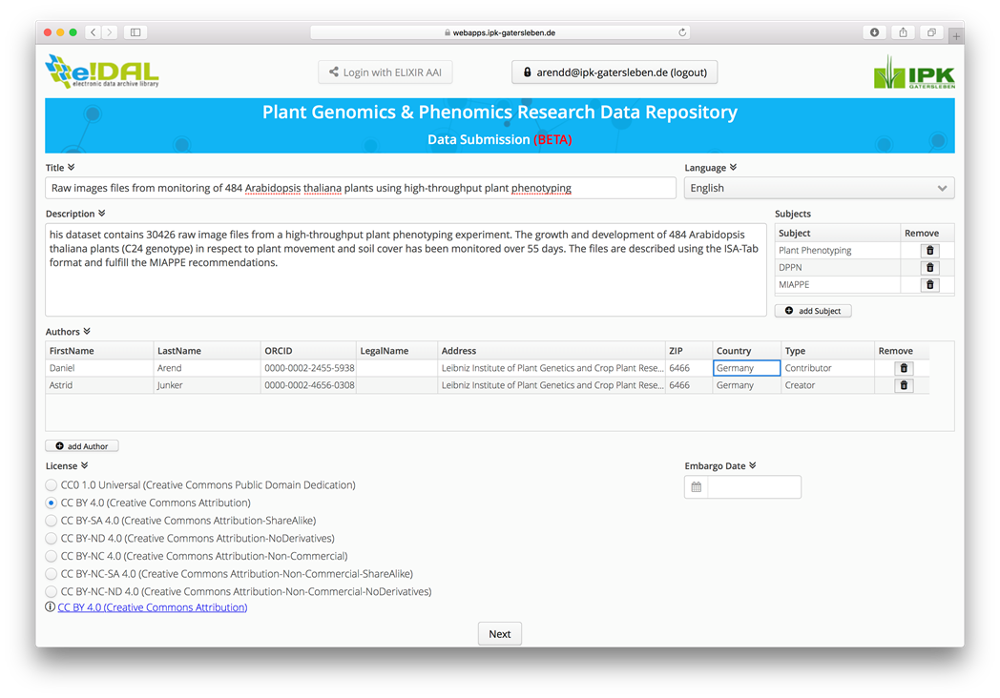 webapps.ipk-gatersleben.de
e!DAL
electronic data archive library
Login with ELIXIR AAI
arendd@ipk-gatersleben.de (logout)
IPK
GATERSLEBEN
Plant Genomics & Phenomics Research Data Repository
Data Submission (BETA)
Title
Language
Raw images files from monitoring of 484 Arabidopsis thaliana plants using high-throughput plant phenotyping
English
Description
Subjects
his dataset contains 30426 raw image files from a high-throughput plant phenotyping experiment. The growth and development of 484 Arabidopsis
thaliana plants (C24 genotype) in respect to plant movement and soil cover has been monitored over 55 days. The files are described using the ISA-Tab
format and fulfill the MIAPPE recommendations.
Subject Remove
Plant Phenotyping
DPPN
MIAPPE
add Subject
Authors
FirstName LastName ORCID LegalName Address ZIP Country Type Remove
Daniel Arend 0000-0002-2455-5938 Leibniz Institute of Plant Genetics and Crop Plant Rese... 6466 Germany Contributor
Astrid Junker 0000-0002-4656-0308 Leibniz Institute of Plant Genetics and Crop Plant Rese... 6466 Germany Creator
add Author
License
Embargo Date
CC0 1.0 Universal (Creative Commons Public Domain Dedication)
CC BY 4.0 (Creative Commons Attribution)
CC BY-SA 4.0 (Creative Commons Attribution-ShareAlike)
CC BY-ND 4.0 (Creative Commons Attribution-NoDerivatives)
CC BY-NC 4.0 (Creative Commons Attribution-Non-Commercial)
CC BY-NC-SA 4.0 (Creative Commons Attribution-Non-Commercial-ShareAlike)
CC BY-NC-ND 4.0 (Creative Commons Attribution-Non-Commercial-NoDerivatives)
CC BY 4.0 (Creative Commons Attribution)
Next